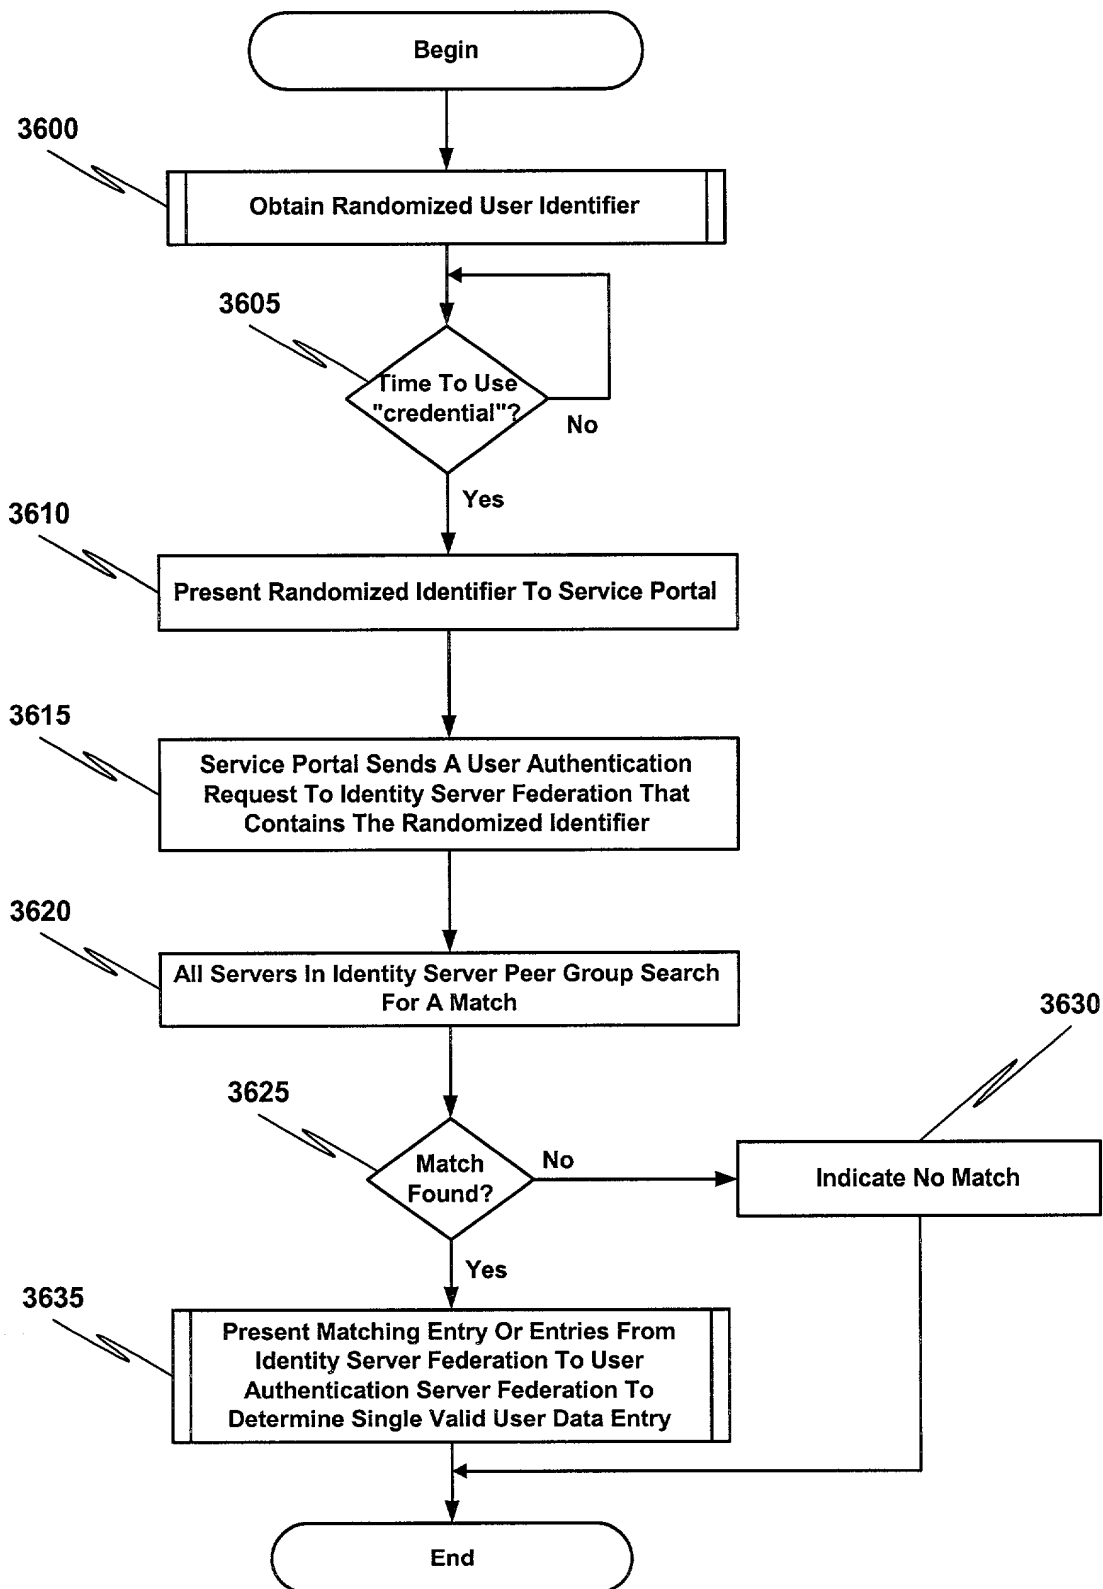 Begin
3600
Obtain Randomized User Identifier
3605
Time To Use
"credential"?
No
Yes
3610
Present Randomized Identifier To Service Portal
3615
Service Portal Sends A User Authentication
Request To Identity Server Federation That
Contains The Randomized Identifier
3620
All Servers In Identity Server Peer Group Search
For A Match
3630
3625
Match
Found?
No
Indicate No Match
Yes
3635
Present Matching Entry Or Entries From
Identity Server Federation To User
Authentication Server Federation To
Determine Single Valid User Data Entry
End